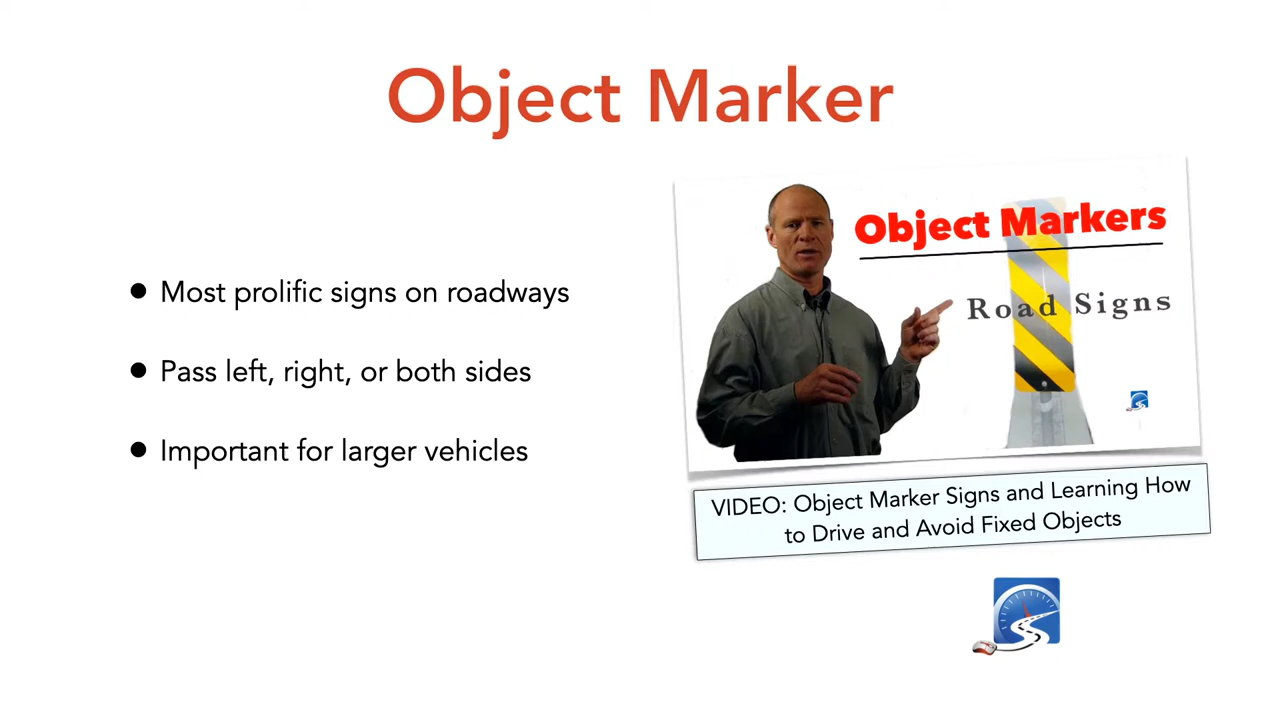 Object Marker
Most prolific signs on roadways
Pass left, right, or both sides
Important for larger vehicles
Object Markers
Road Signs
VIDEO: Object Marker Signs and Learning How
to Drive and Avoid Fixed Objects